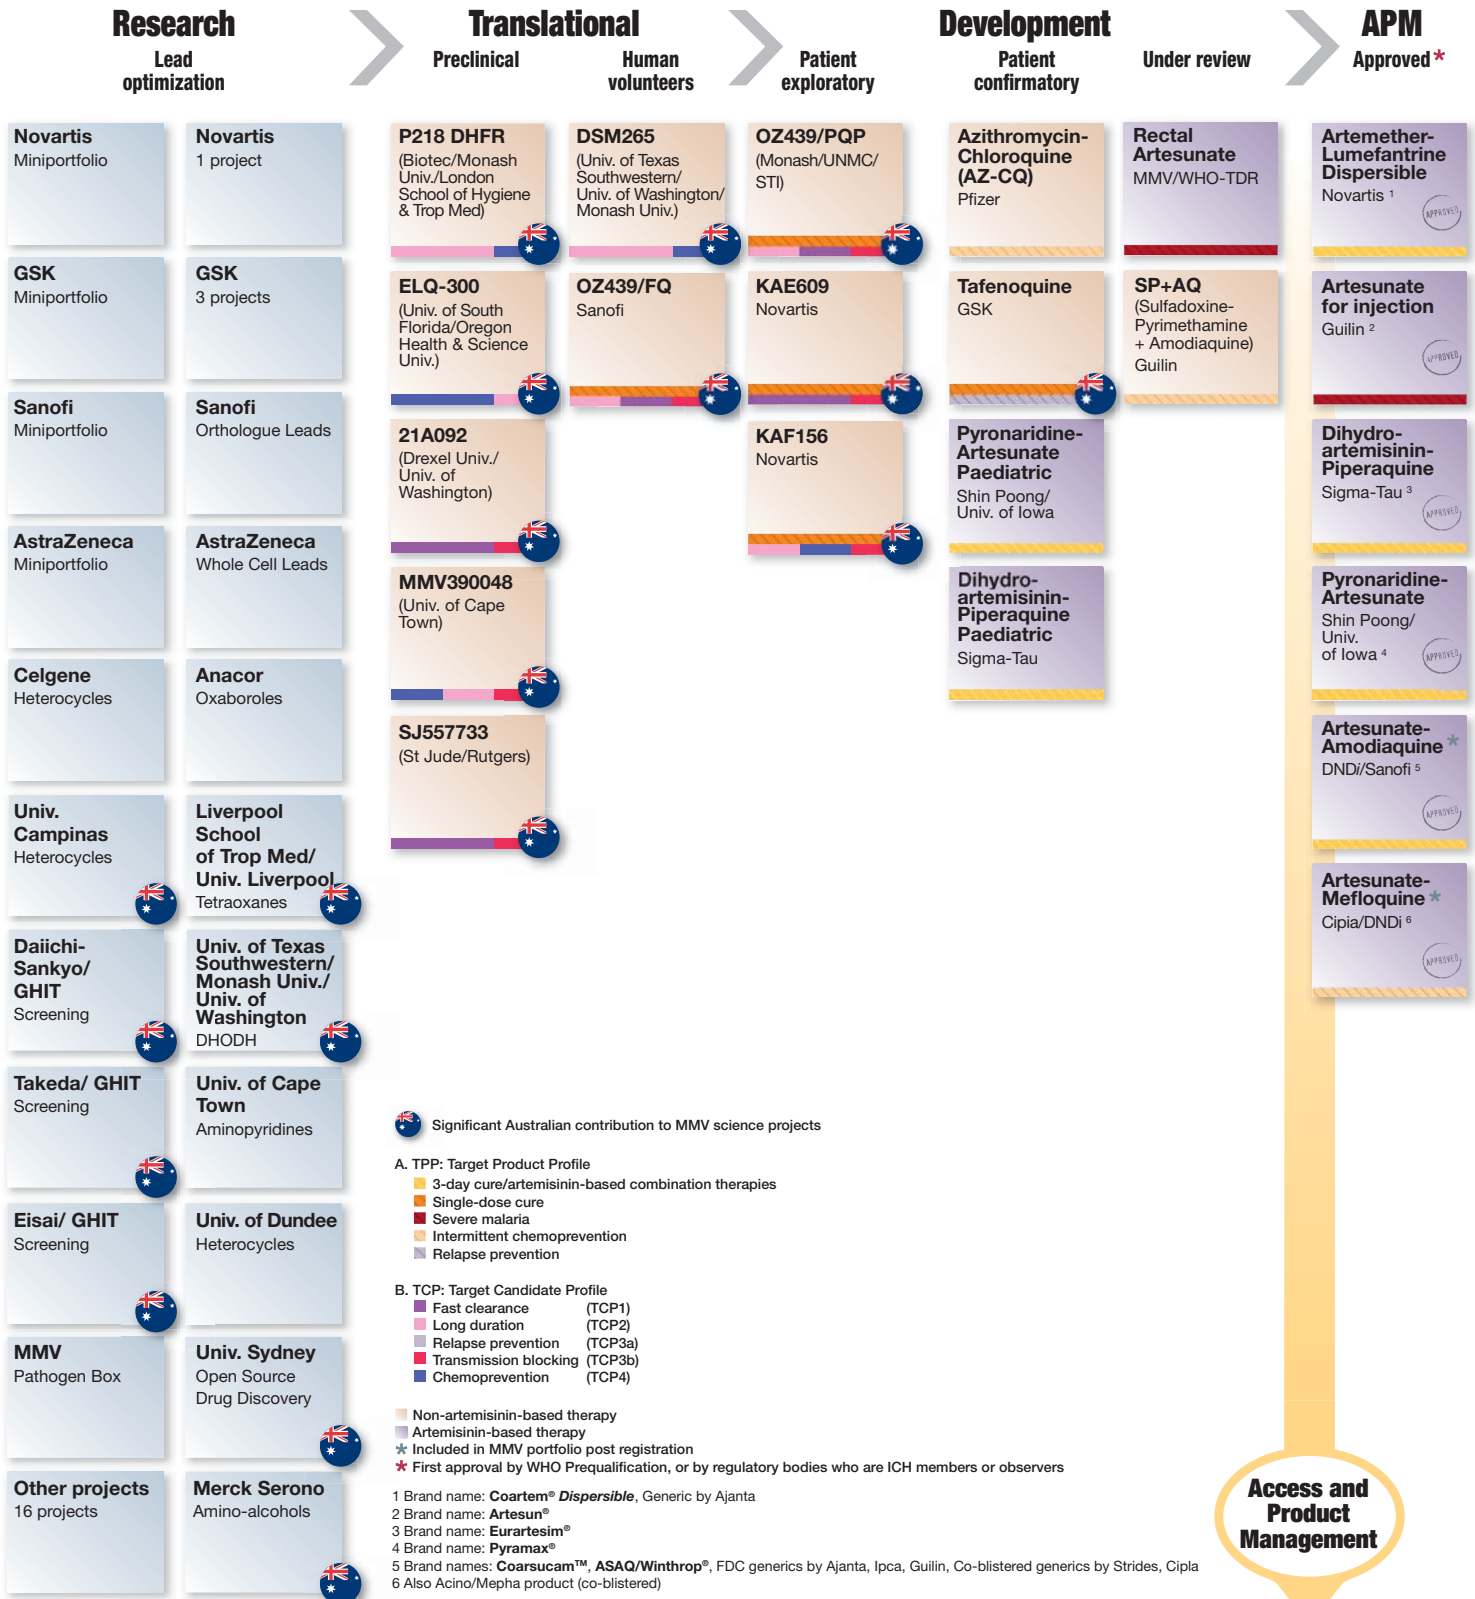 Research
Translational
Development
APM
Lead
optimization
Preclinical
Human
volunteers
Patient
exploratory
Patient
confirmatory
Under review
Approved*
Novartis
Miniportfolio
Novartis
1 project
GSK
Miniportfolio
GSK
3 projects
Sanofi
Miniportfolio
Sanofi
Orthologue Leads
AstraZeneca
Miniportfolio
AstraZeneca
Whole Cell Leads
Celgene
Heterocycles
Anacor
Oxaboroles
Univ.
Campinas
Heterocycles
Liverpool
School
of Trop Med/
Univ. Liverpool
Tetraoxanes
Daiichi-
Sankyo/
GHIT
Screening
Univ. of Texas
Southwestern/
Monash Univ./
Univ. of
Washington
DHODH
Takeda/ GHIT
Screening
Univ. of Cape
Town
Aminopyridines
Eisai/ GHIT
Screening
Univ. of Dundee
Heterocycles
MMV
Pathogen Box
Univ. Sydney
Open Source
Drug Discovery
Other projects
16 projects
Merck Serono
Amino-alcohols
P218 DHFR
(Biotec/Monash
Univ./London
School of Hygiene
& Trop Med)
ELQ-300
(Univ. of South
Florida/Oregon
Health & Science
Univ.)
21A092
(Drexel Univ./
Univ. of
Washington)
MMV390048
(Univ. of Cape
Town)
SJ557733
(St Jude/Rutgers)
DSM265
(Univ. of Texas
Southwestern/
Univ. of Washington/
Monash Univ.)
OZ439/FQ
Sanofi
OZ439/PQP
(Monash/UNMC/
STI)
KAE609
Novartis
KAF156
Novartis
Azithromycin-
Chloroquine
(AZ-CQ)
Pfizer
Tafenoquine
GSK
Pyronaridine-
Artesunate
Paediatric
Shin Poong/
Univ. of Iowa
Dihydro-
artemisinin-
Piperaquine
Paediatric
Sigma-Tau
Rectal
Artesunate
MMV/WHO-TDR
SP+AQ
(Sulfadoxine-
Pyrimethamine
+ Amodiaquine)
Guilin
Artemether-
Lumefantrine
Dispersible
Novartis 1
APPROVED
Artesunate
for injection
Guilin 2
APPROVED
Dihydro-
artemisinin-
Piperaquine
Sigma-Tau 3
APPROVED
Pyronaridine-
Artesunate
Shin Poong/
Univ.
of Iowa 4
APPROVED
Artesunate-
Amodiaquine *
DNDi/Sanofi 5
APPROVED
Artesunate-
Mefloquine *
Cipia/DNDi 6
APPROVED
Significant Australian contribution to MMV science projects
A. TPP: Target Product Profile
3-day cure/artemisinin-based combination therapies
Single-dose cure
Severe malaria
Intermittent chemoprevention
Relapse prevention
B. TCP: Target Candidate Profile
Fast clearance (TCP1)
Long duration (TCP2)
Relapse prevention (TCP3a)
Transmission blocking (TCP3b)
Chemoprevention (TCP4)
Non-artemisinin-based therapy
Artemisinin-based therapy
* Included in MMV portfolio post registration
* First approval by WHO Prequalification, or by regulatory bodies who are ICH members or observers
1 Brand name: Coartem® Dispersible, Generic by Ajanta
2 Brand name: Artesun®
3 Brand name: Eurartesim®
4 Brand name: Pyramax®
5 Brand names: Coarsucam™, ASAQ/Winthrop®, FDC generics by Ajanta, Ipca, Guilin, Co-blistered generics by Strides, Cipla
6 Also Acino/Mepha product (co-blistered)
Access and
Product
Management